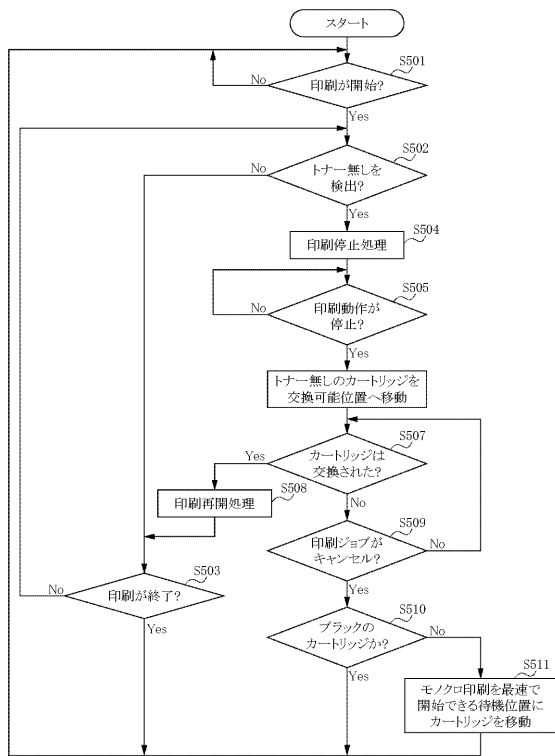 スタート
S501
印刷が開始?
No
Yes
S502
トナー無しを
検出?
No
Yes
S504
印刷停止処理
S505
印刷動作が
停止?
No
Yes
トナー無しのカートリッジを
交換可能位置へ移動
S507
カートリッジは
交換された?
Yes
No
S508
印刷再開処理
S509
印刷ジョブが
キャンセル?
No
Yes
S503
印刷が終了?
No
Yes
S510
ブラックの
カートリッジか?
No
Yes
S511
モノクロ印刷を最速で
開始できる待機位置に
カートリッジを移動